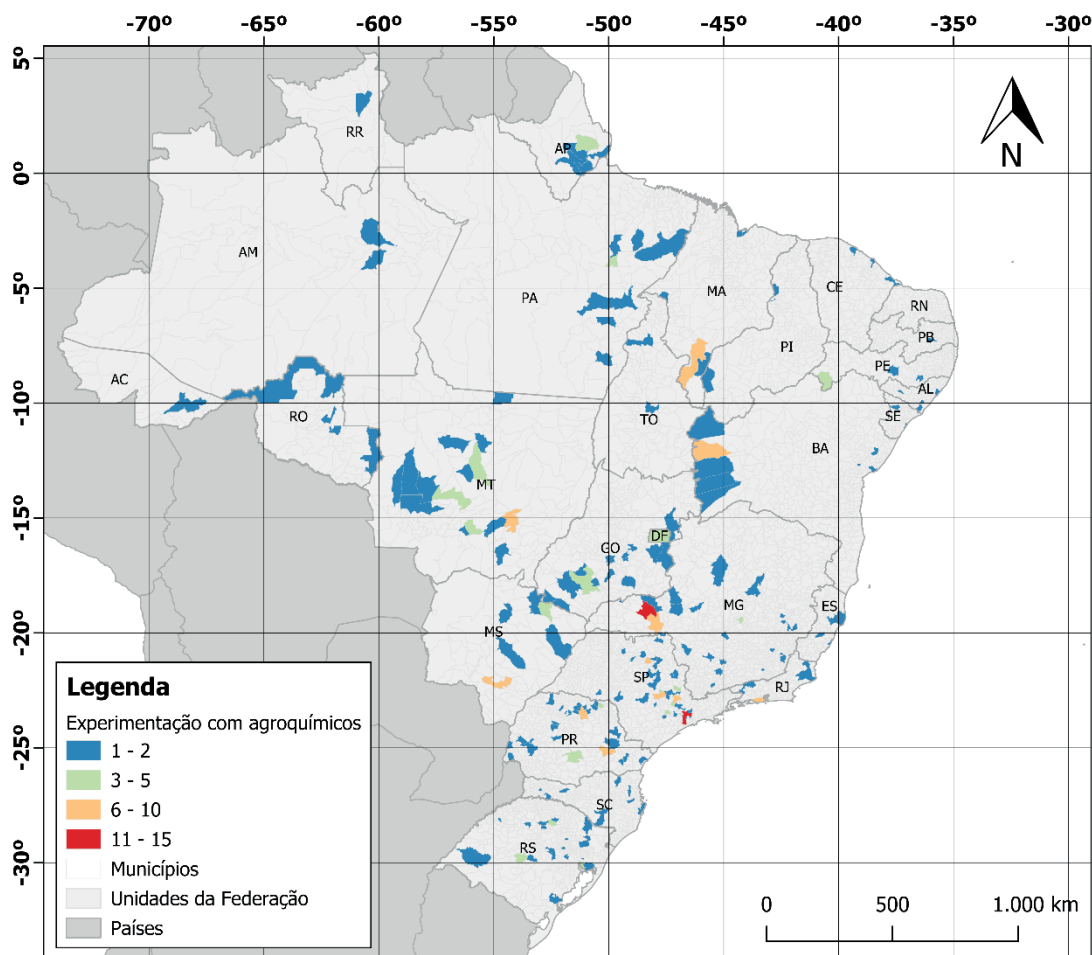 -70º -65º -60º -55º -50º -45º -40º -35º -30º
5º
0º
-5º
-10º
-15º
-20º
-25º
-30º
N
RR
AP
AM
PA
MA
CE
RN
PB
PI
PE
AL
SE
AC
RO
TO
BA
MT
GO
DF
MG
ES
MS
SP
RJ
PR
SC
RS
Legenda
Experimentação com agroquímicos
1 - 2
3 - 5
6 - 10
11 - 15
Municípios
Unidades da Federação
Países
0 500 1.000 km